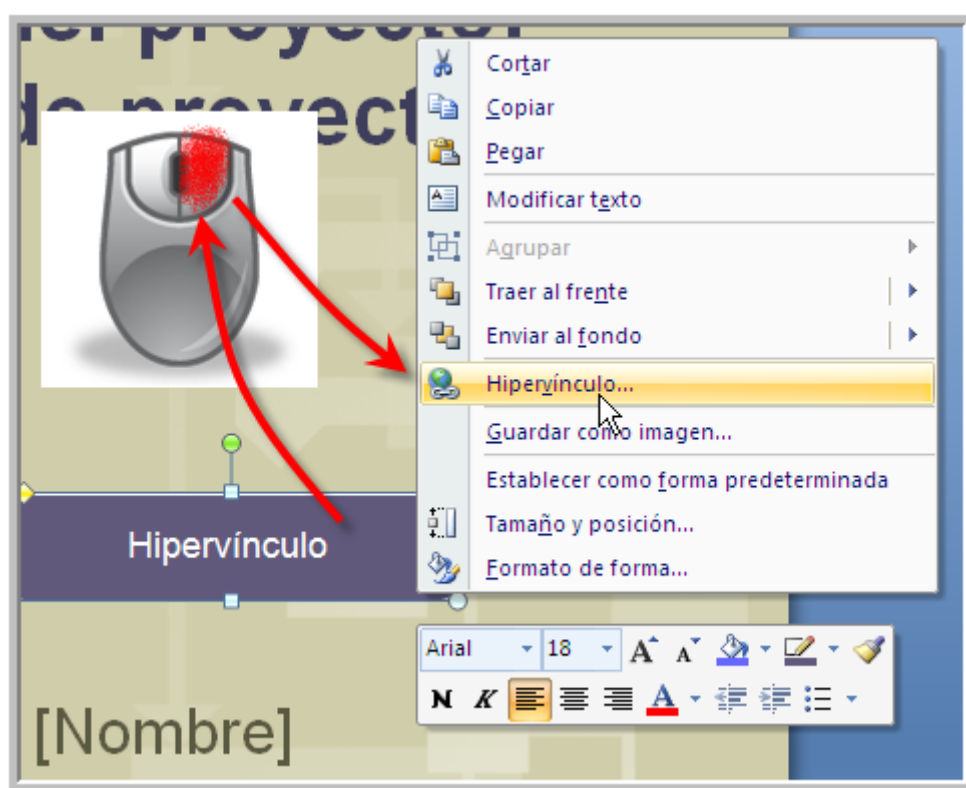 del proyector
de proyect
Cortar
Copiar
Pegar
Modificar texto
Agrupar
Traer al frente
Enviar al fondo
Hipervínculo...
Guardar como imagen...
Establecer como forma predeterminada
Tamaño y posición...
Formato de forma...
Hipervínculo
Arial 18 A A
N K A
[Nombre]